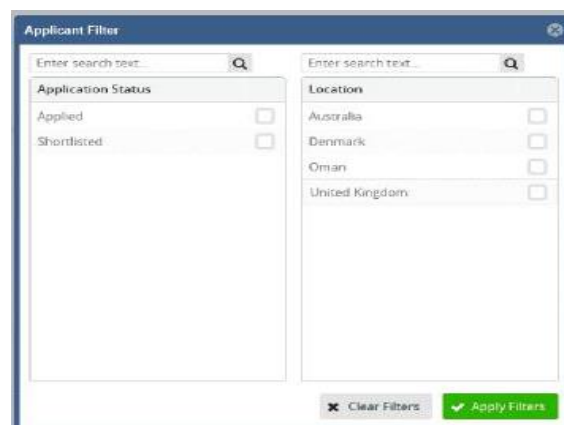 Applicant Filter
Enter search text...
Enter search text...
Application Status
Location
Applied
Australia
Shortlisted
Denmark
Oman
United Kingdom
Clear Filters
Apply Filters